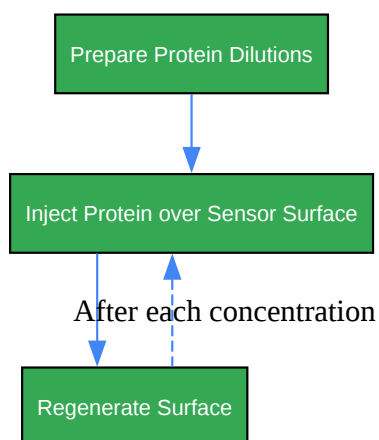 Prepare Protein Dilutions
Inject Protein over Sensor Surface
After each concentration
Regenerate Surface